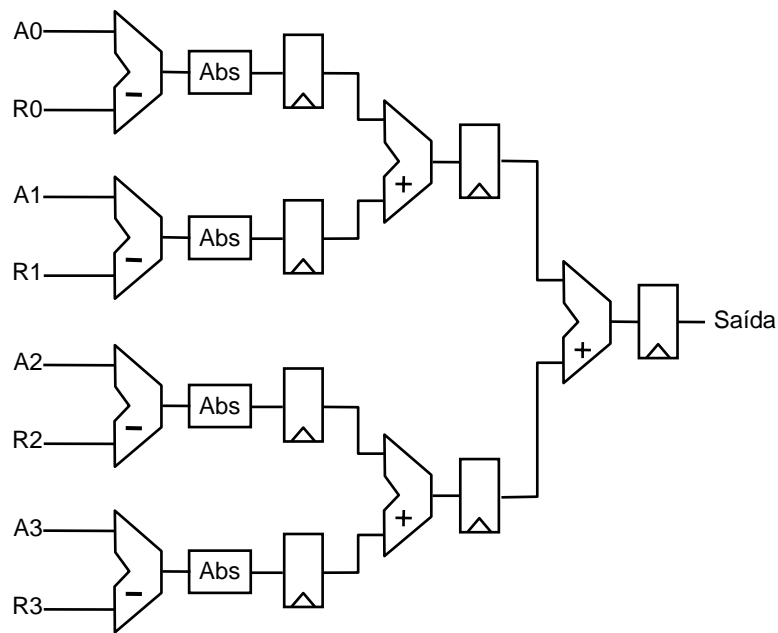 A0
Abs
R0
-
+
A1
Abs
R1
-
Saída
+
A2
Abs
R2
-
+
A3
Abs
R3
-